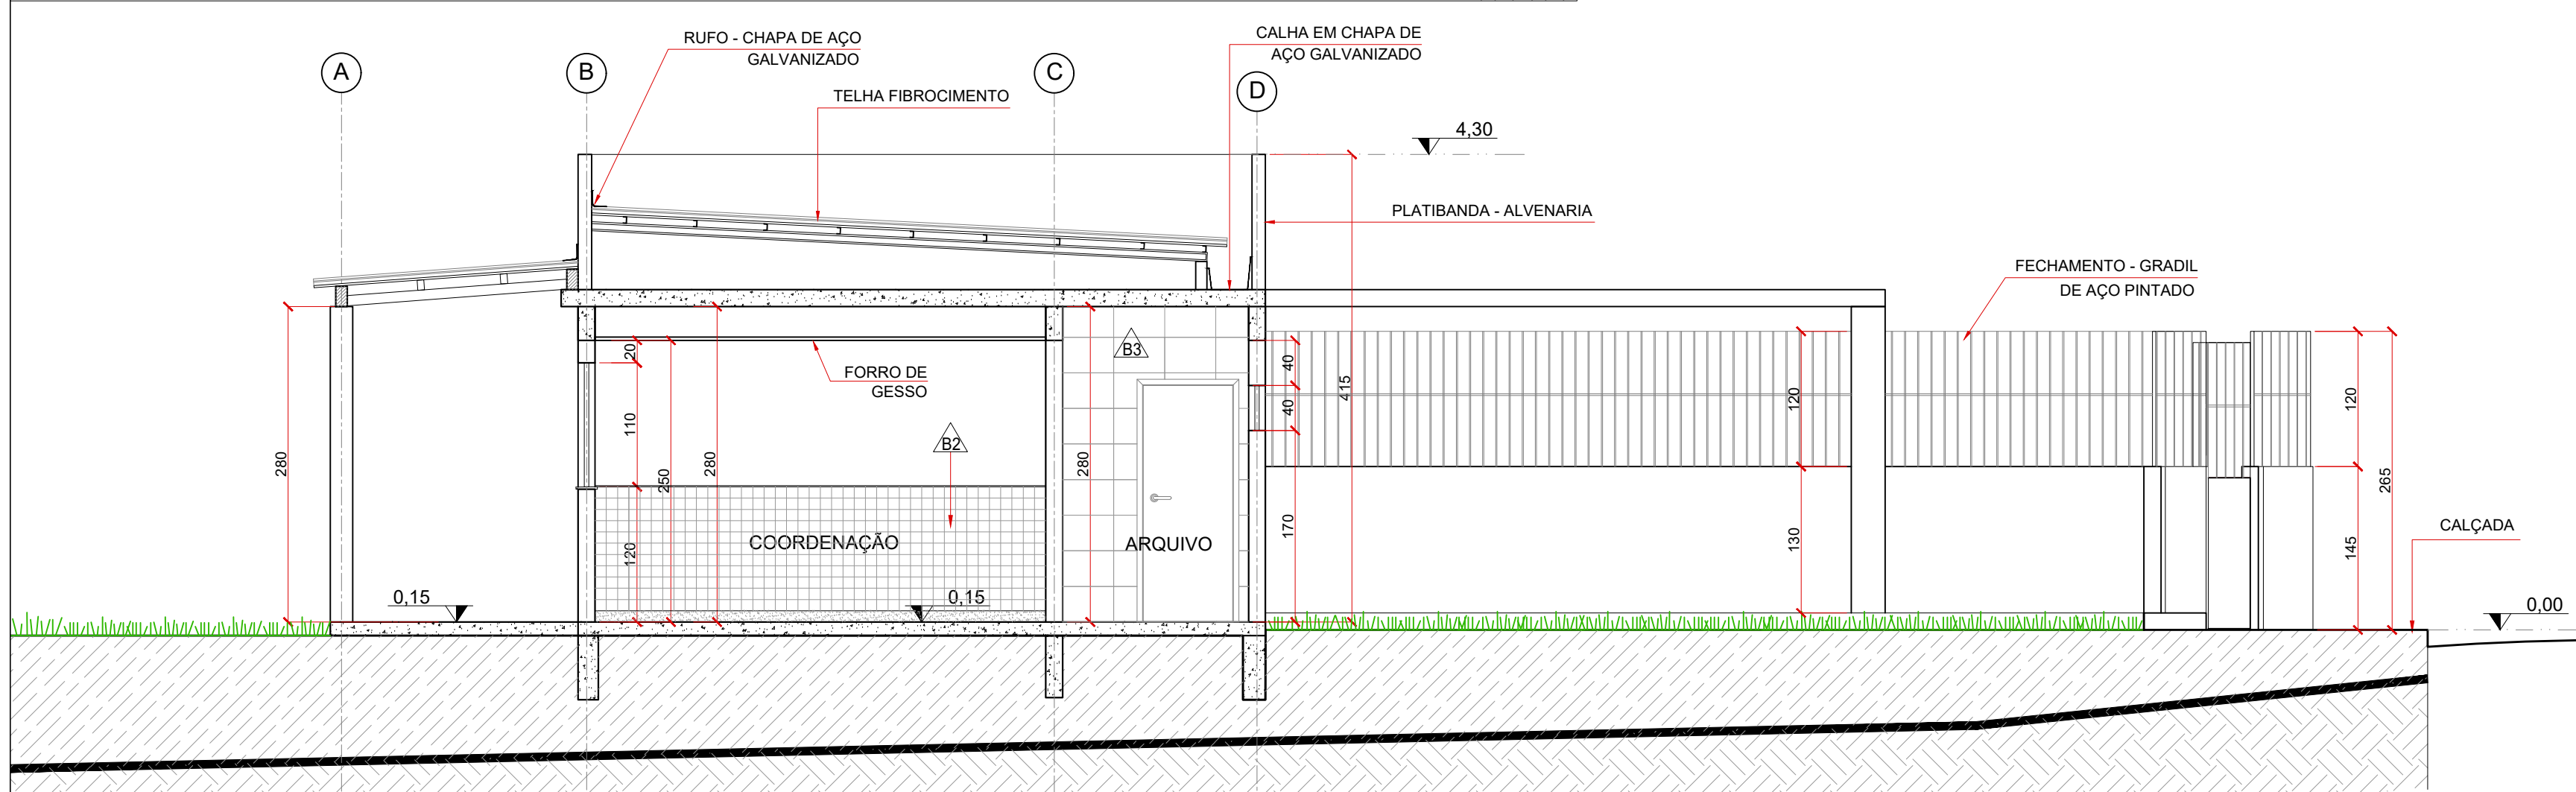 RUFO - CHAPA DE AÇO
GALVANIZADO
CALHA EM CHAPA DE
AÇO GALVANIZADO
A
B
C
D
TELHA FIBROCIMENTO
4,30
PLATIBANDA - ALVENARIA
FECHAMENTO - GRADIL
DE AÇO PINTADO
FORRO DE
GESSO
B3
B2
280
20
110
120
250
280
280
40
40
170
415
120
130
120
145
265
COORDENAÇÃO
ARQUIVO
CALÇADA
0,15
0,15
0,00